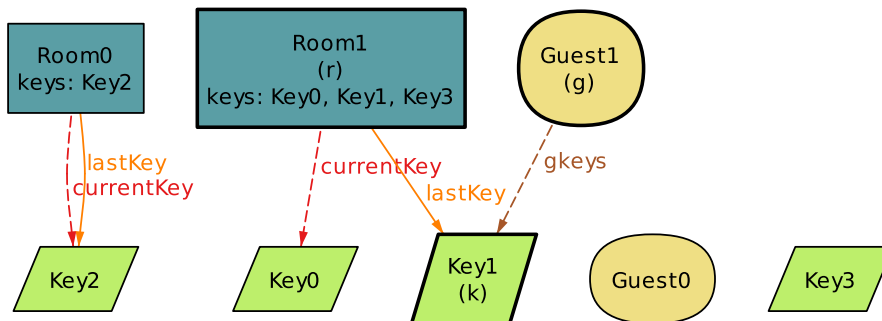 Room0
keys: Key2
Room1
(r)
keys: Key0, Key1, Key3
Guest1
(g)
lastKey
currentKey
currentKey
lastKey
gkeys
Key2
Key0
Key1
(k)
Guest0
Key3